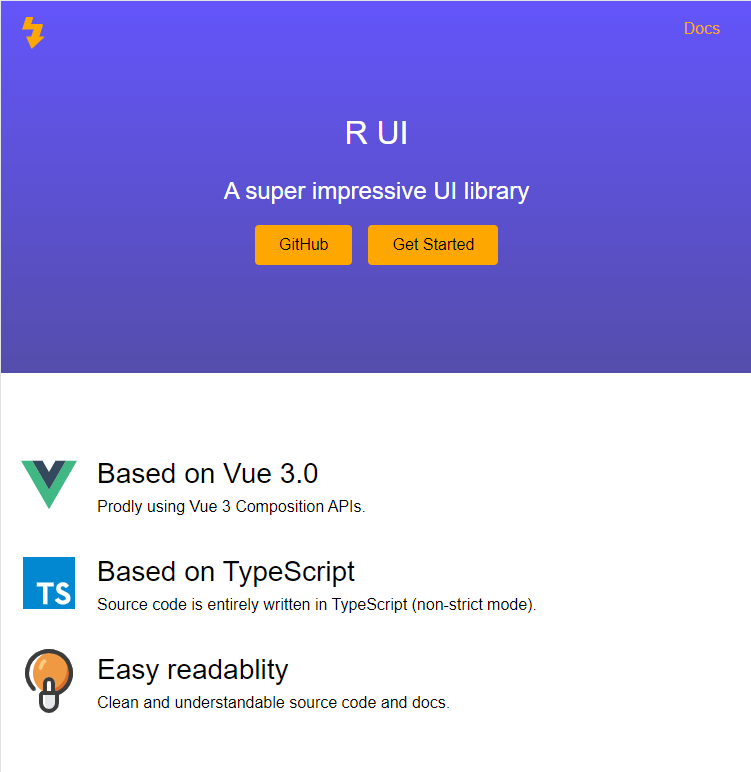 Docs
R UI
A super impressive UI library
GitHub
Get Started
Based on Vue 3.0
Prodly using Vue 3 Composition APIs.
TS
Based on TypeScript
Source code is entirely written in TypeScript (non-strict mode).
Easy readablity
Clean and understandable source code and docs.